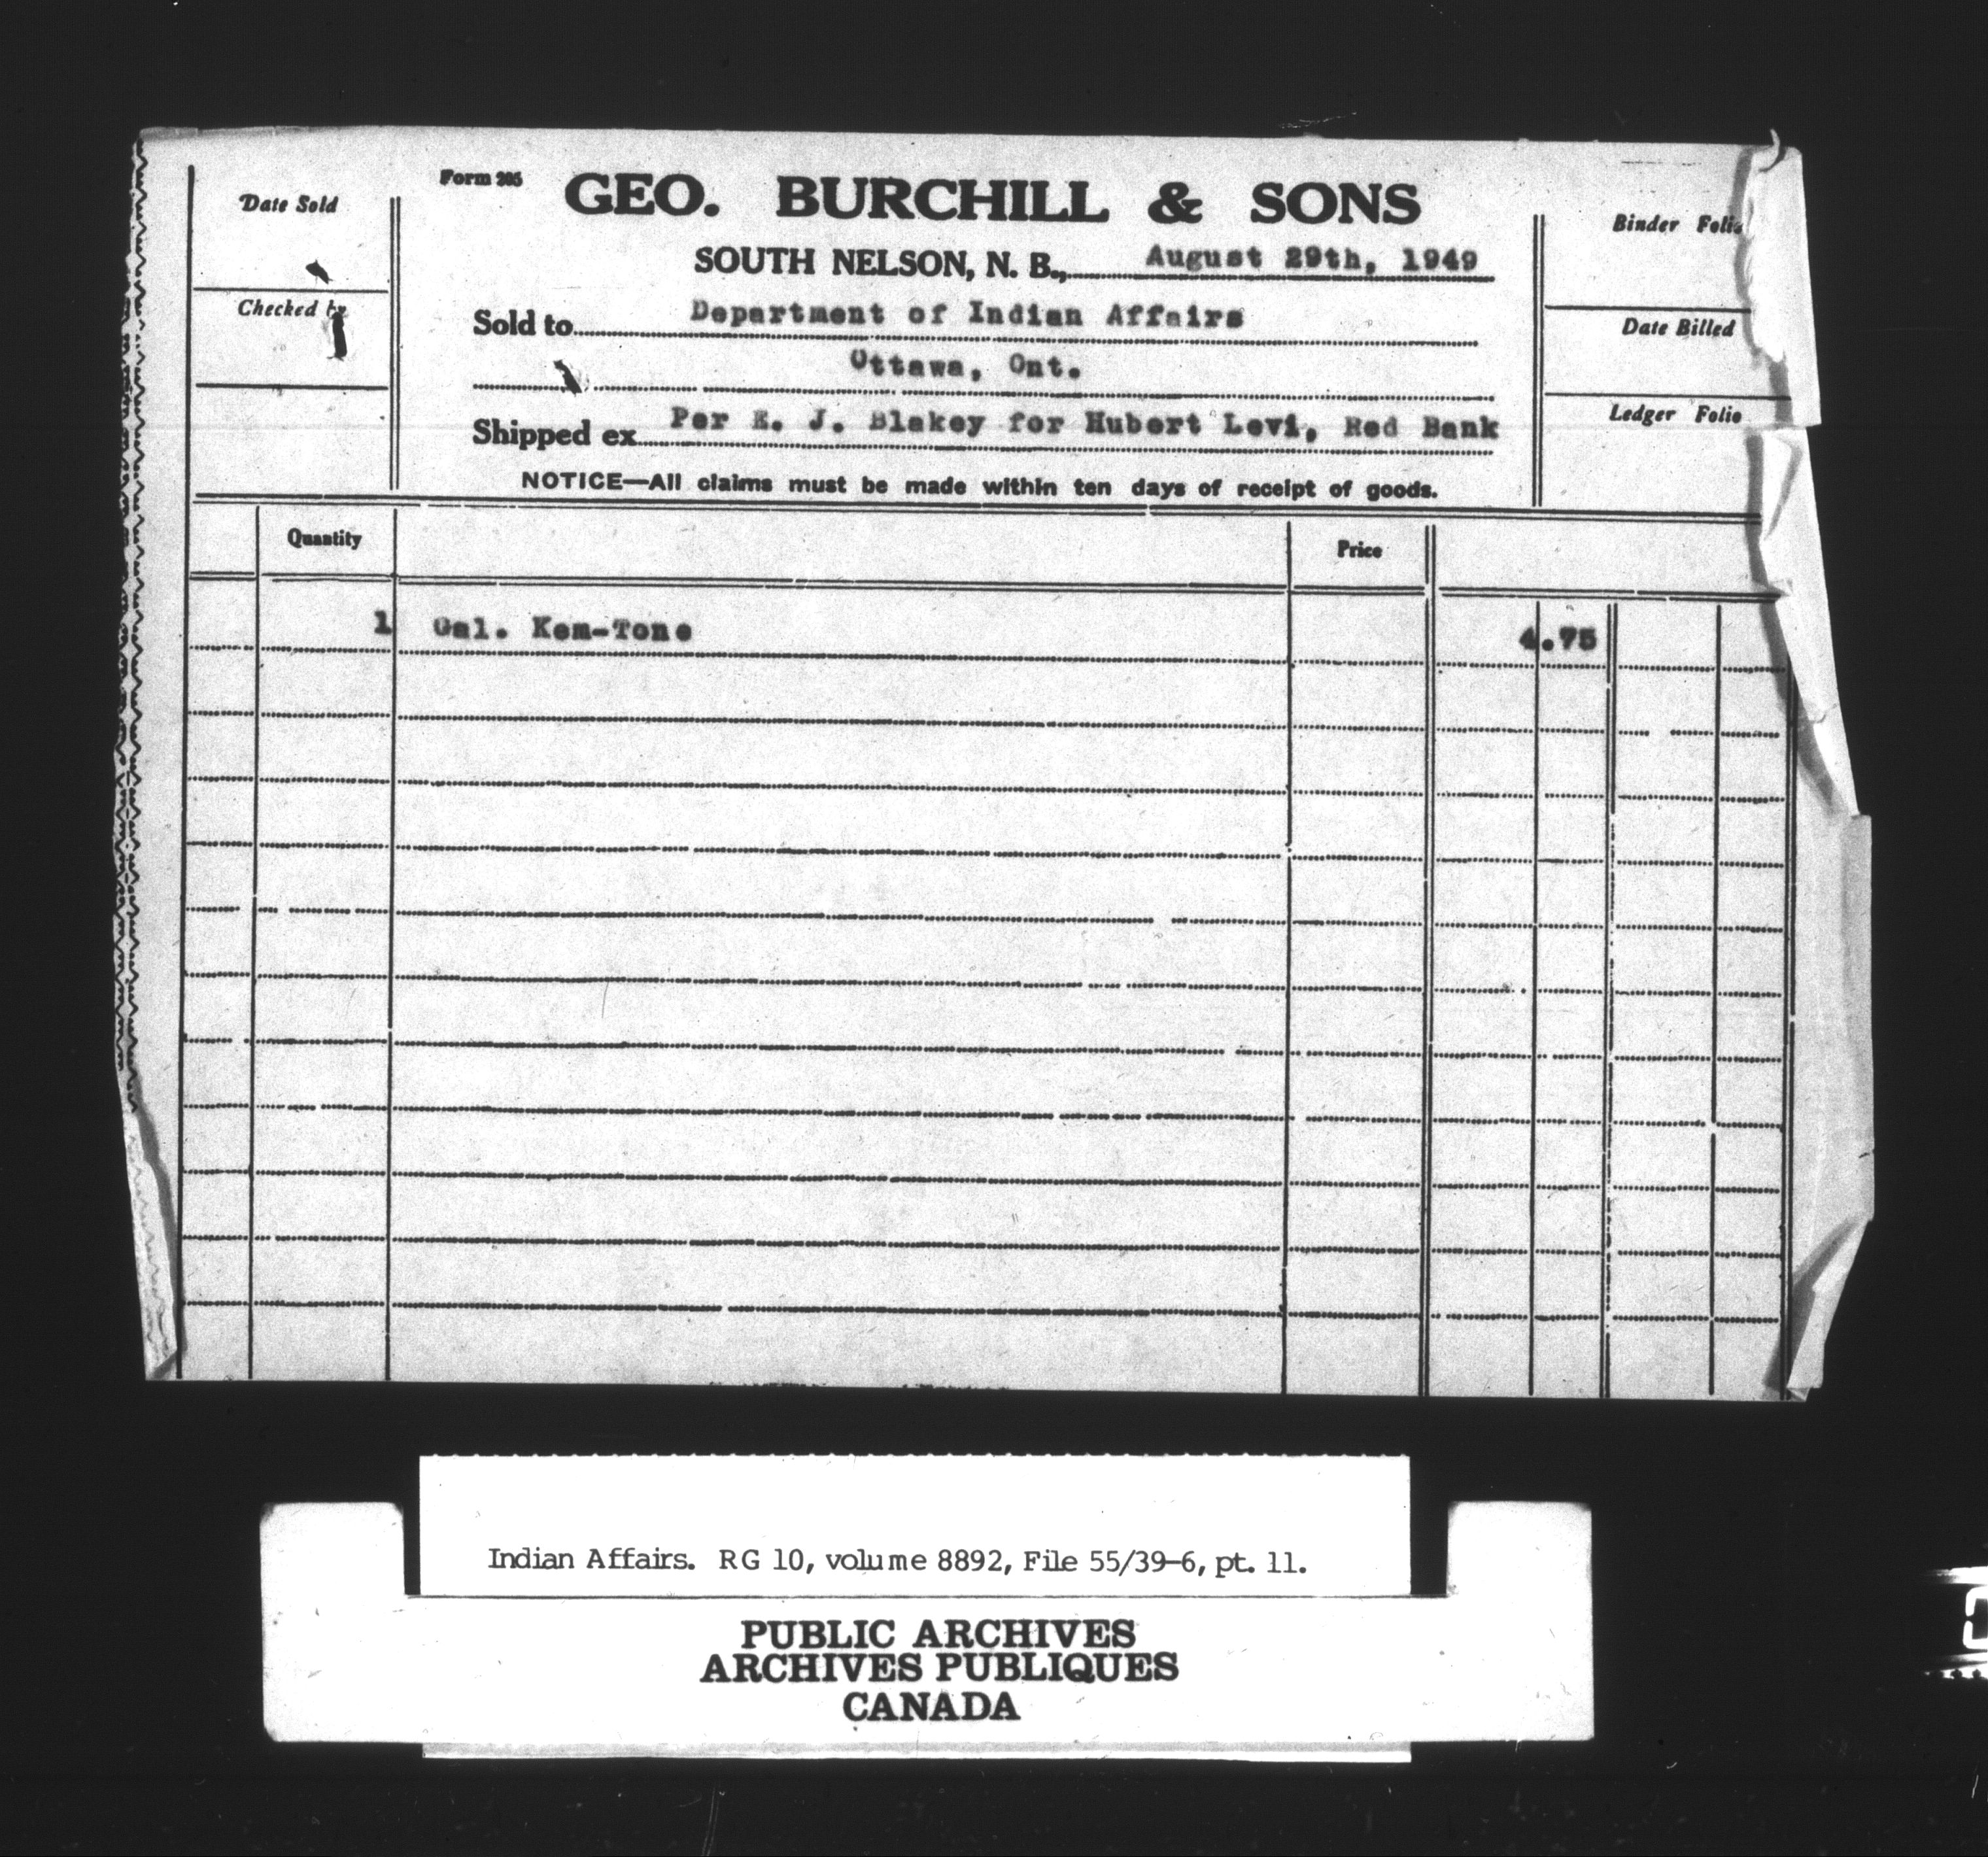 Form 205
GEO. BURCHILL & SONS
Date Sold
Binder Folio
SOUTH NELSON, N. B., August 29th, 1949
Checked by
Sold to Department of Indian Affairs
Date Billed
Ottawa, Ont.
Ledger Folio
Shipped ex Per E. J. Blakey for Hubert Levi, Red Bank
NOTICE—All claims must be made within ten days of receipt of goods.
Quantity Price
1 Gal. Kem-Tone 4.75
Indian Affairs. RG 10, volume 8892, File 55/39-6, pt. 11.
PUBLIC ARCHIVES
ARCHIVES PUBLIQUES
CANADA